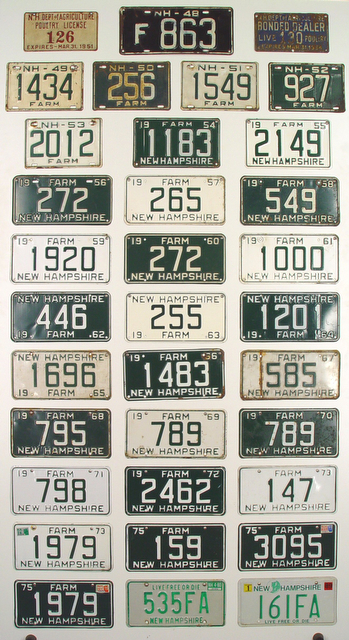 N.H. DEPT. AGRICULTURE
POULTRY LICENSE
126
EXPIRES - MAR. 31 1951
NH-48
F 863
BONDED DEALER
LIVE 130 POULTRY
NH-49
1434
FARM
NH-50
256
FARM
NH-51
1549
FARM
NH-52
927
FARM
NH-53
2012
FARM
19 54
1183
NEW HAMPSHIRE
19 55
2149
NEW HAMPSHIRE
19 FARM 56
272
NEW HAMPSHIRE
19 FARM 57
265
NEW HAMPSHIRE
19 FARM 58
549
NEW HAMPSHIRE
19 FARM 59
1920
NEW HAMPSHIRE
19 FARM 60
272
NEW HAMPSHIRE
19 FARM 61
1000
NEW HAMPSHIRE
NEW HAMPSHIRE
446
19 FARM 62
NEW HAMPSHIRE
255
19 FARM 63
NEW HAMPSHIRE
1201
19 FARM 64
NEW HAMPSHIRE
1696
19 FARM 65
19 FARM 66
1483
NEW HAMPSHIRE
19 FARM 67
585
NEW HAMPSHIRE
19 FARM 68
795
NEW HAMPSHIRE
19 FARM 69
789
NEW HAMPSHIRE
19 FARM 70
789
NEW HAMPSHIRE
19 FARM 71
798
NEW HAMPSHIRE
19 FARM 72
2462
NEW HAMPSHIRE
FARM 73
147
NEW HAMPSHIRE
FARM 73
1979
NEW HAMPSHIRE
75 FARM
159
NEW HAMPSHIRE
75 FARM
3095
NEW HAMPSHIRE
75 FARM
1979
NEW HAMPSHIRE
LIVE FREE OR DIE
535FA
NEW HAMPSHIRE
NEW HAMPSHIRE
161FA
LIVE FREE OR DIE